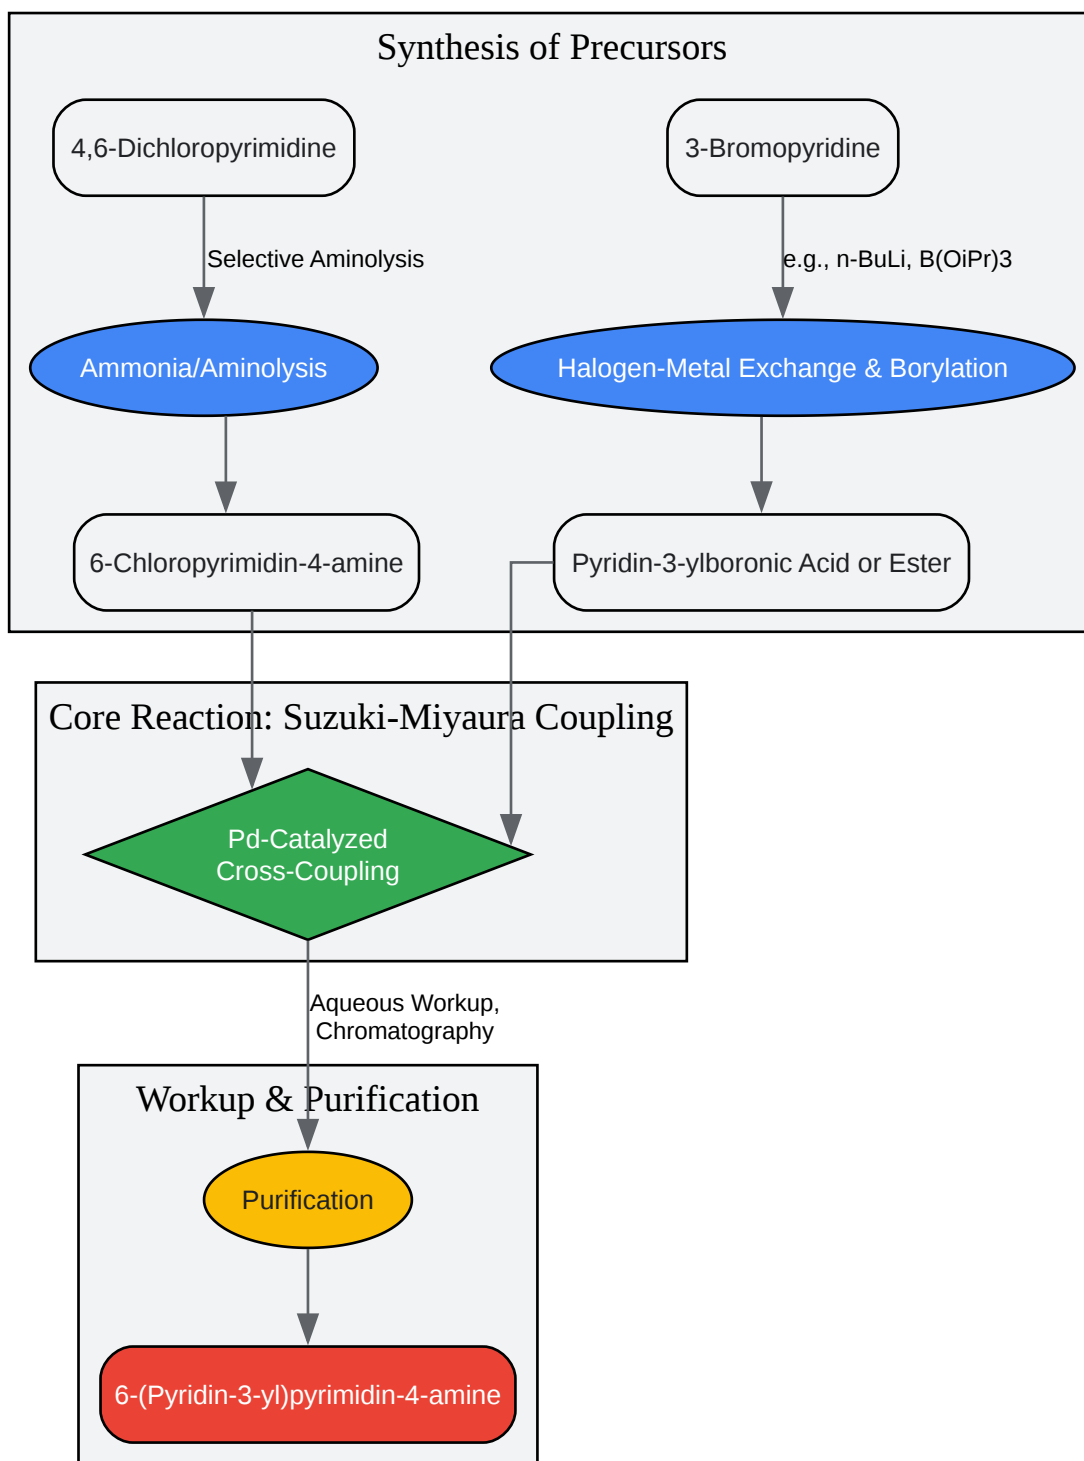 Synthesis of Precursors
4,6-Dichloropyrimidine
3-Bromopyridine
Selective Aminolysis
e.g., n-BuLi, B(OiPr)3
Ammonia/Aminolysis
Halogen-Metal Exchange & Borylation
6-Chloropyrimidin-4-amine
Pyridin-3-ylboronic Acid or Ester
Core Reaction: Suzuki-Miyaura Coupling
Pd-Catalyzed
Cross-Coupling
Aqueous Workup,
Chromatography
Workup & Purification
Purification
6-(Pyridin-3-yl)pyrimidin-4-amine